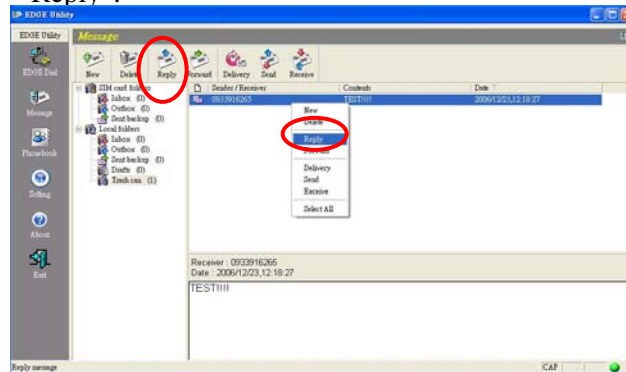 "Reply".
EDGE Utility
EDGE Utility Message
New Delete Reply Forward Delivery Send Receive
EDGE Dial
Message
Phonebook
Setting
About
Exit
SIM card folders
Inbox (0)
Outbox (0)
Sent backup (0)
Local folders
Inbox (0)
Outbox (0)
Sent backup (0)
Drafts (0)
Trash can (1)
Sender / Receiver Contents Date
0933916265 TEST!!!! 2006/12/23,12:18:27
New
Delete
Reply
Forward
Delivery
Send
Receive
Select All
Receiver : 0933916265
Date : 2006/12/23,12:18:27
TEST!!!!
Reply message CAP